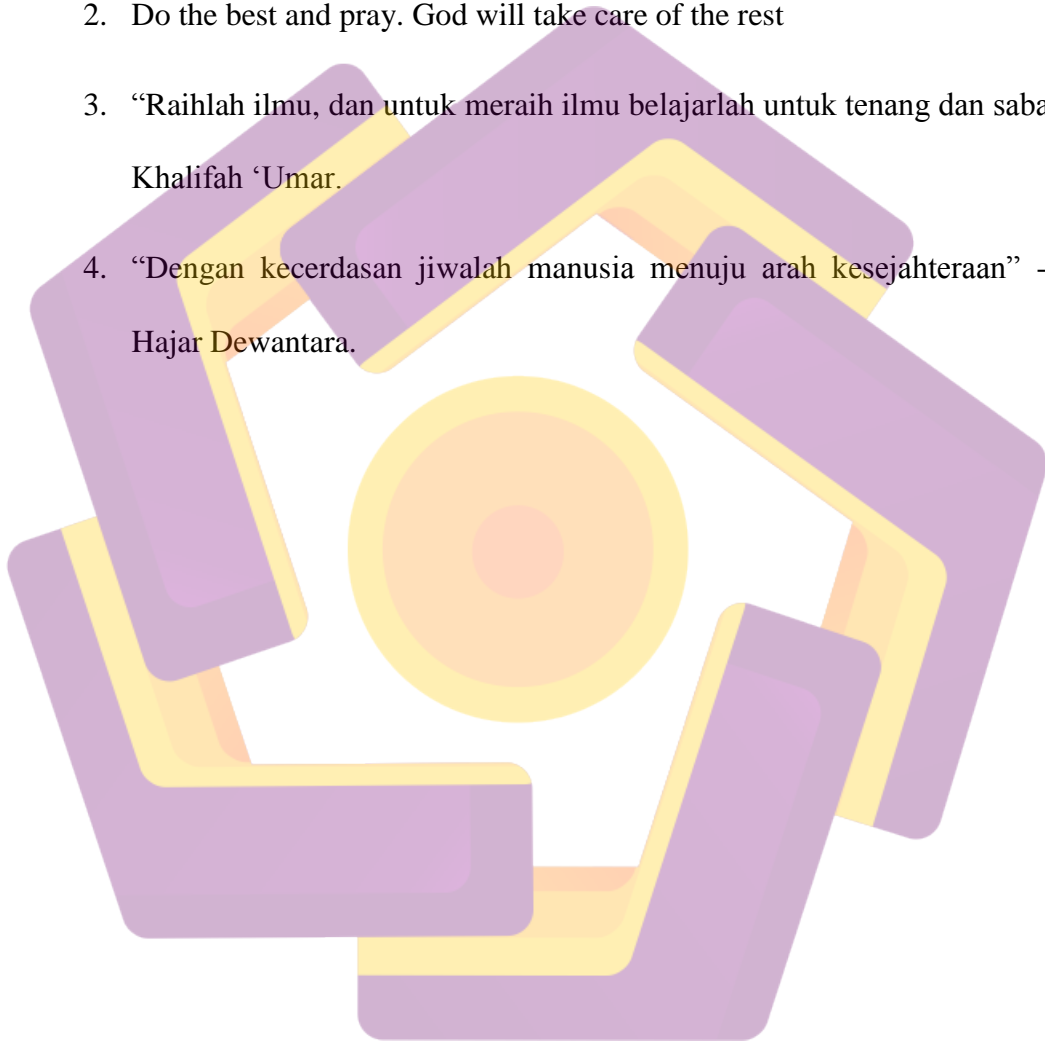 2. Do the best and pray. God will take care of the rest
3. “Raihlah ilmu, dan untuk meraih ilmu belajarlah untuk tenang dan saba
Khalifah ‘Umar.
4. “Dengan kecerdasan jiwalah manusia menuju arah kesejahteraan” -
Hajar Dewantara.